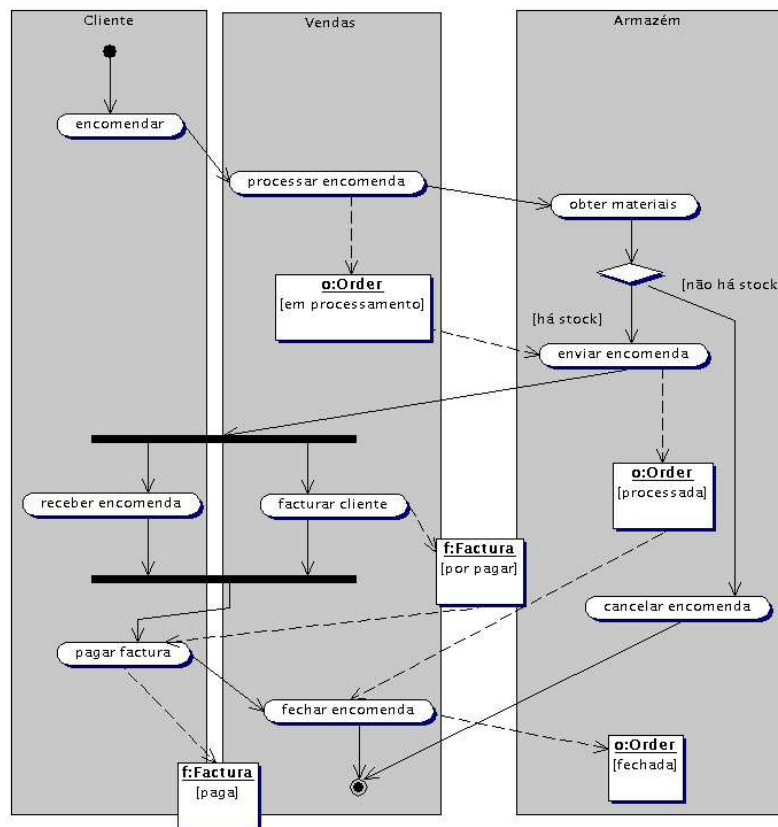 Cliente
Vendas
Armazém
encomendar
processar encomenda
obter materiais
o:Order
[em processamento]
[não há stock]
[há stock]
enviar encomenda
receber encomenda
facturar cliente
o:Order
[processada]
f:Factura
[por pagar]
cancelar encomenda
pagar factura
fechar encomenda
o:Order
[fechada]
f:Factura
[paga]